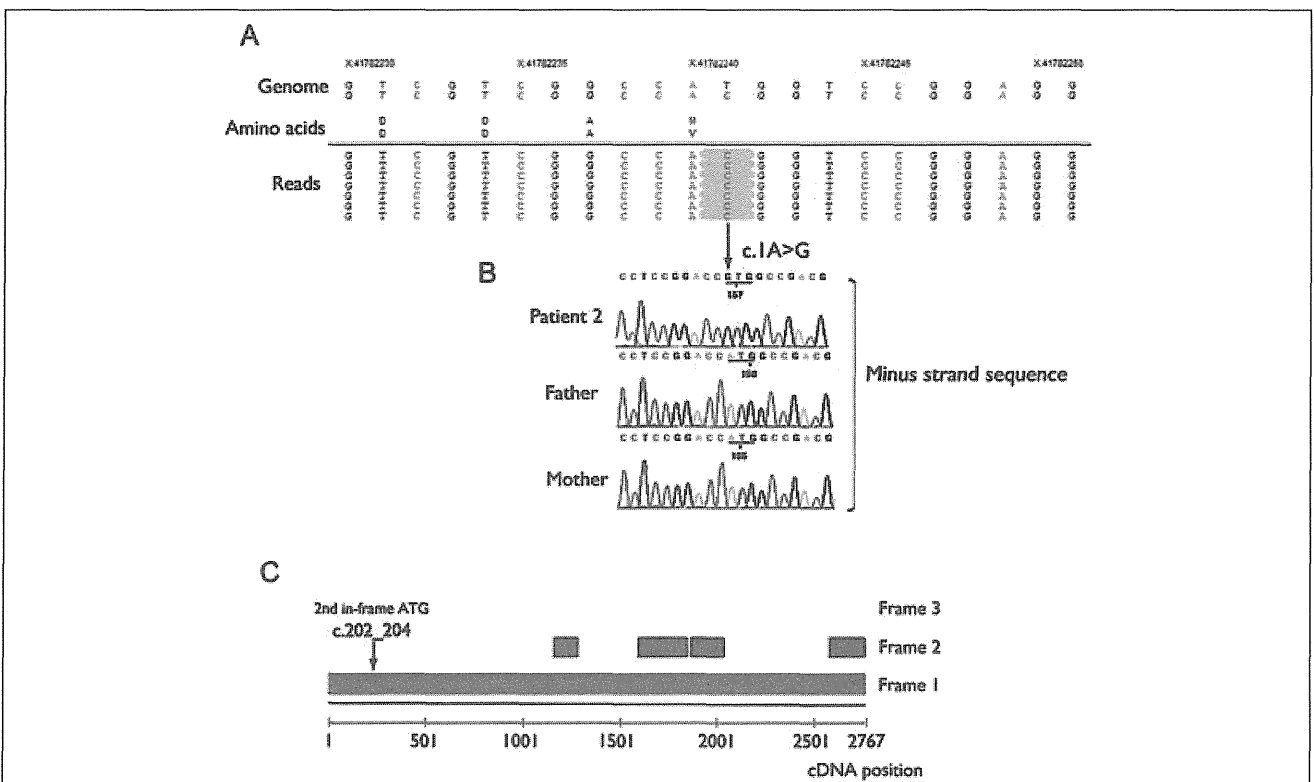 A
X:41782230 X:41782235 X:41782240 X:41782245 X:41782250
Genome G T C G T C G G C C A T G G T C C G G A G G
G T C G T C G G C C A C G G T C C G G A G G
Amino acids D D A M
D D A V
Reads
G T C G T C G G C C A C G G T C C G G A G G
G T C G T C G G C C A C G G T C C G G A G G
G T C G T C G G C C A C G G T C C G G A G G
G T C G T C G G C C A C G G T C C G G A G G
G T C G T C G G C C A C G G T C C G G A G G
G T C G T C G G C C A C G G T C C G G A G G
G T C G T C G G C C A C G G T C C G G A G G
c.1A>G
B
C C T C C G G A C C G T G G C C G A C G
157
Patient 2
C C T C C G G A C C A T G G C C G A C G
Father
C C T C C G G A C C A T G G C C G A C G
Mother
Minus strand sequence
C
2nd in-frame ATG
c.202_204
Frame 3
Frame 2
Frame 1
1 501 1001 1501 2001 2501 2767
cDNA position